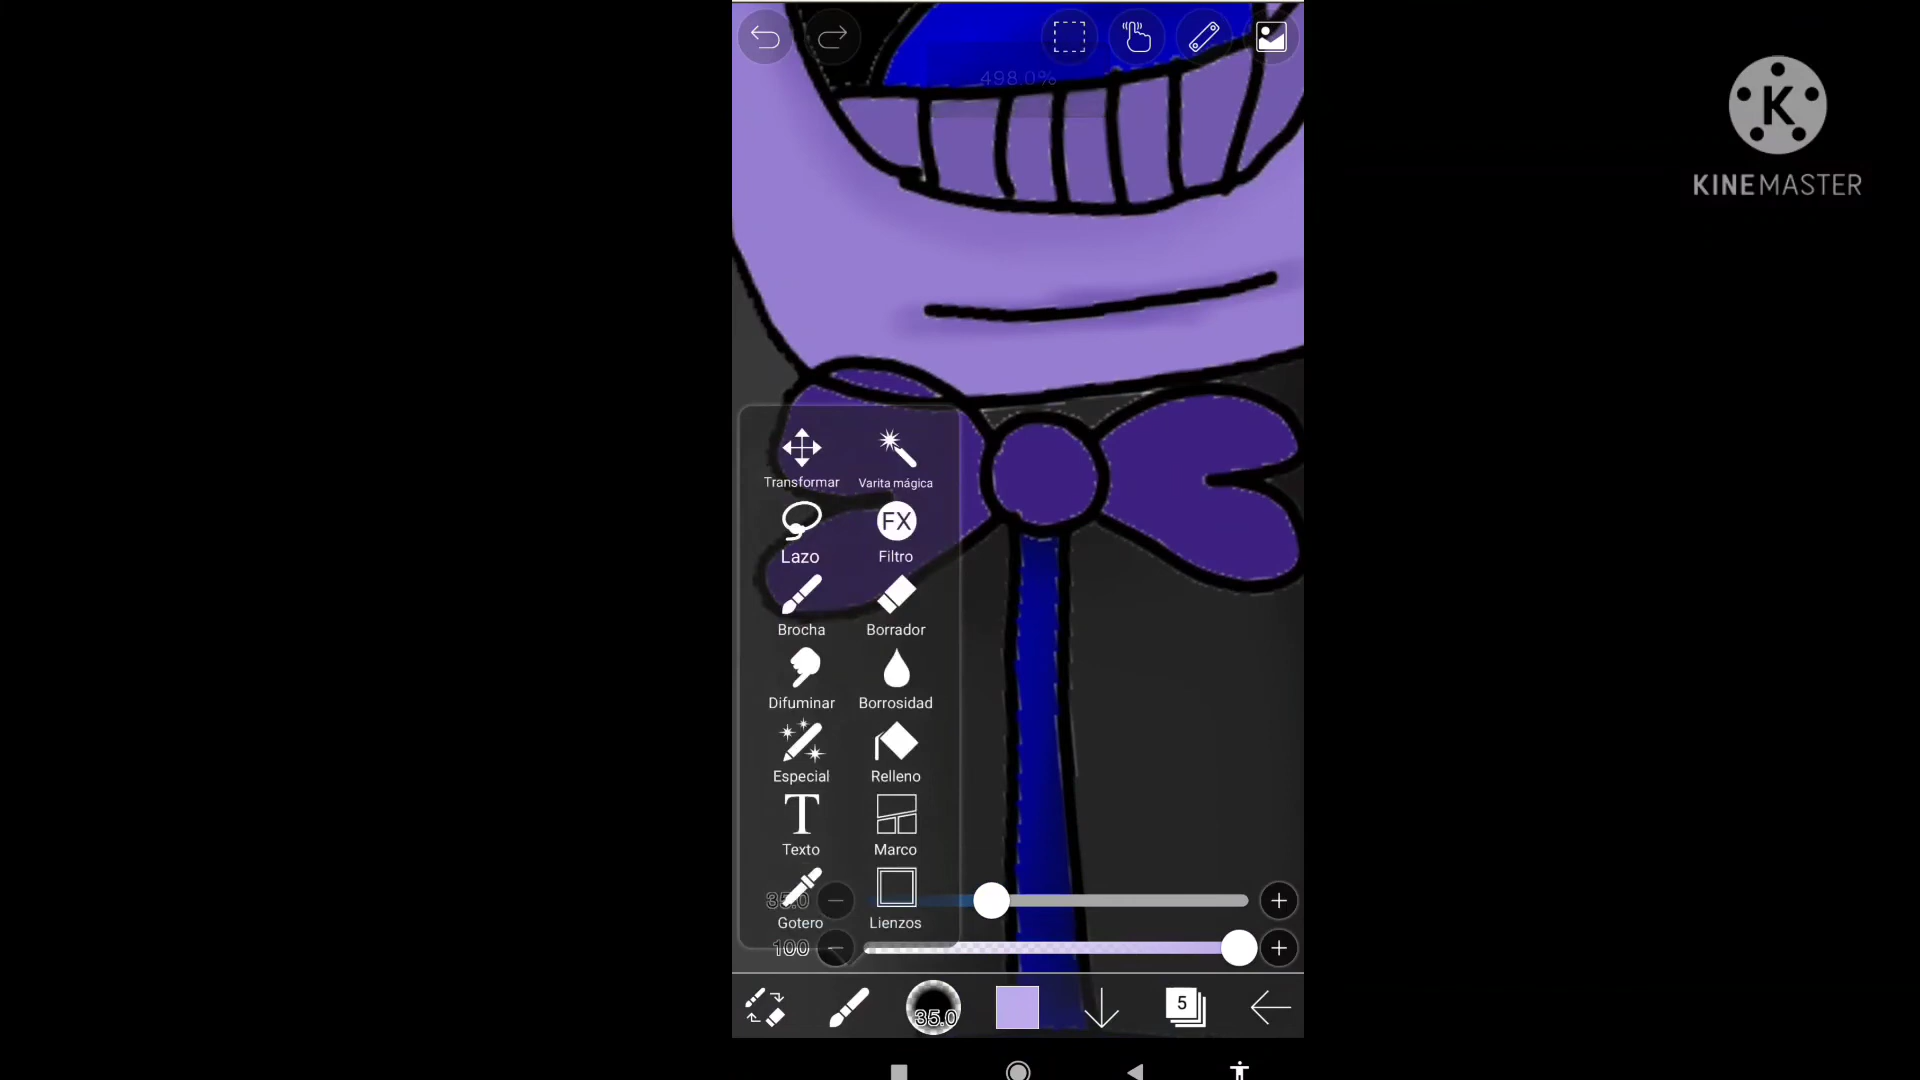 498.0%
K
KINEMASTER
Transformar
Varita mágica
Lazo
FX
Filtro
Brocha
Borrador
Difuminar
Borrosidad
Especial
Relleno
T
Texto
Marco
35.0
Gotero
Lienzos
100
35.0
5